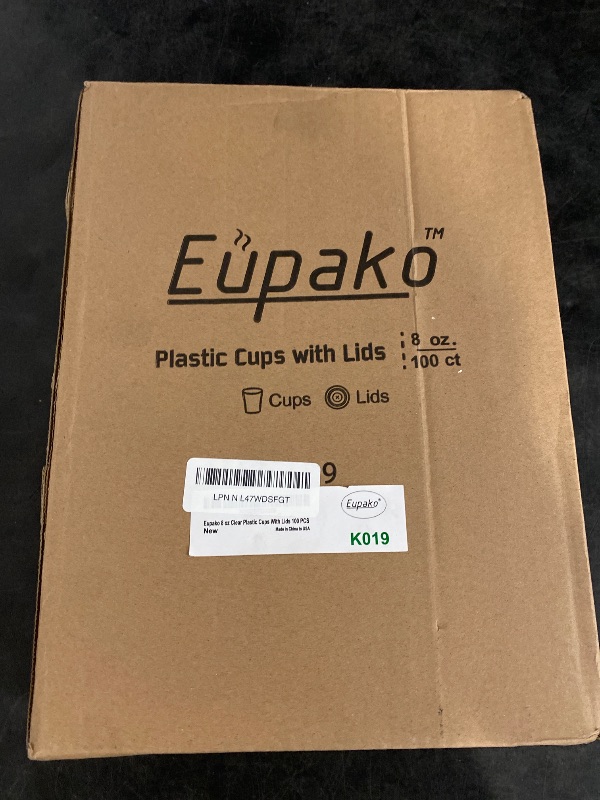 Eupako™
Plastic Cups with Lids
8 oz.
100 ct
Cups
Lids
9
LPN N L47WDSFGT
Eupako®
Eupako 8 oz Clear Plastic Cups With Lids 100 PCS
New
K019